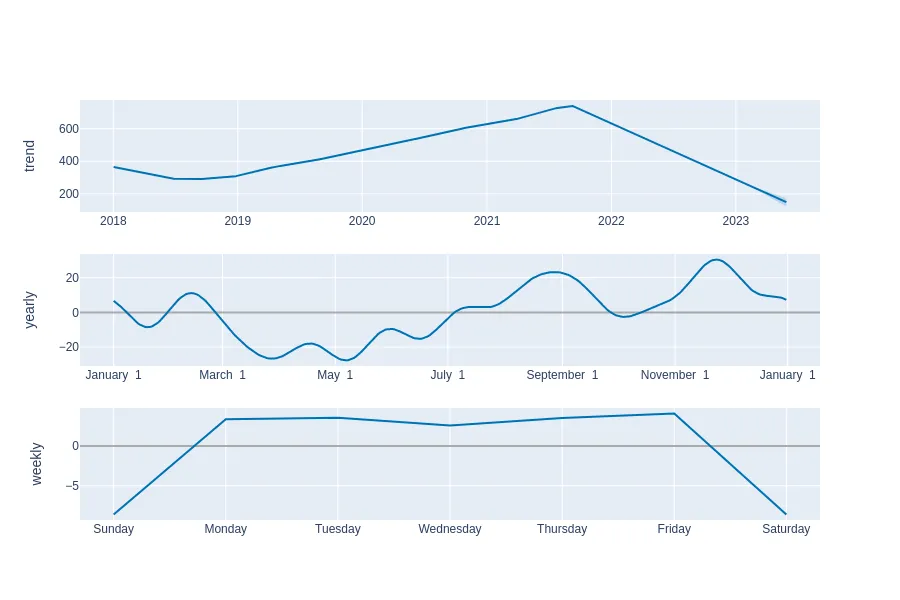 trend
600
400
200
2018 2019 2020 2021 2022 2023
yearly
20
0
−20
January 1 March 1 May 1 July 1 September 1 November 1 January 1
weekly
0
−5
Sunday Monday Tuesday Wednesday Thursday Friday Saturday